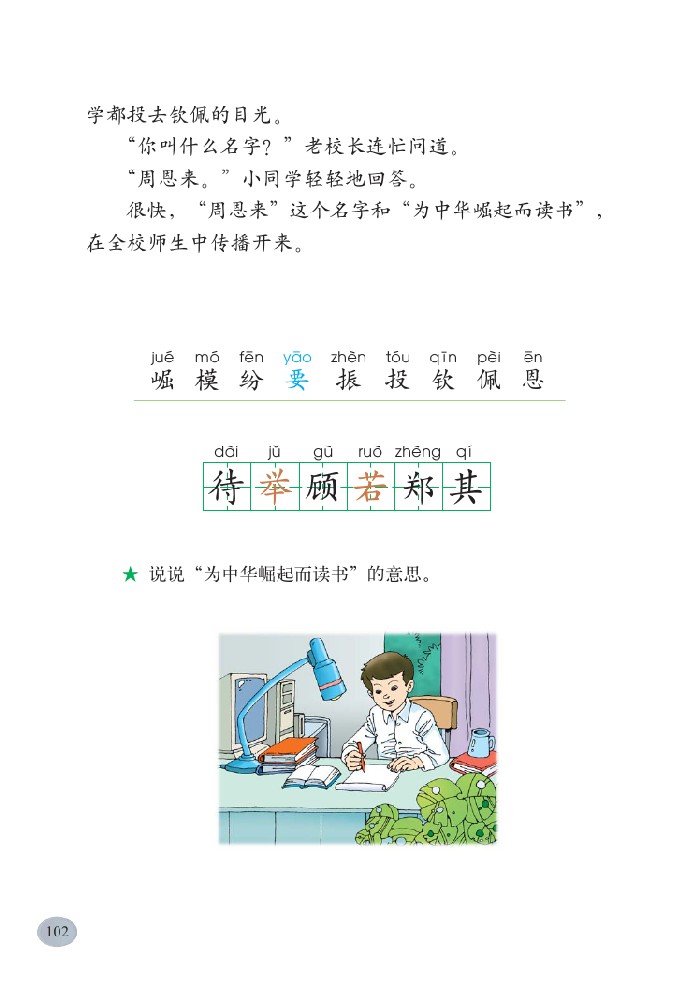 学都投去钦佩的目光。
“你叫什么名字？”老校长连忙问道。
“周恩来。”小同学轻轻地回答。
很快，“周恩来”这个名字和“为中华崛起而读书”，
在全校师生中传播开来。
jué mó fēn yāo zhèn tóu qīn pèi ēn
崛 模 纷 要 振 投 钦 佩 恩
dāi jǔ gù ruò zhèng qí
待 举 顾 若 郑 其
★ 说说“为中华崛起而读书”的意思。
102